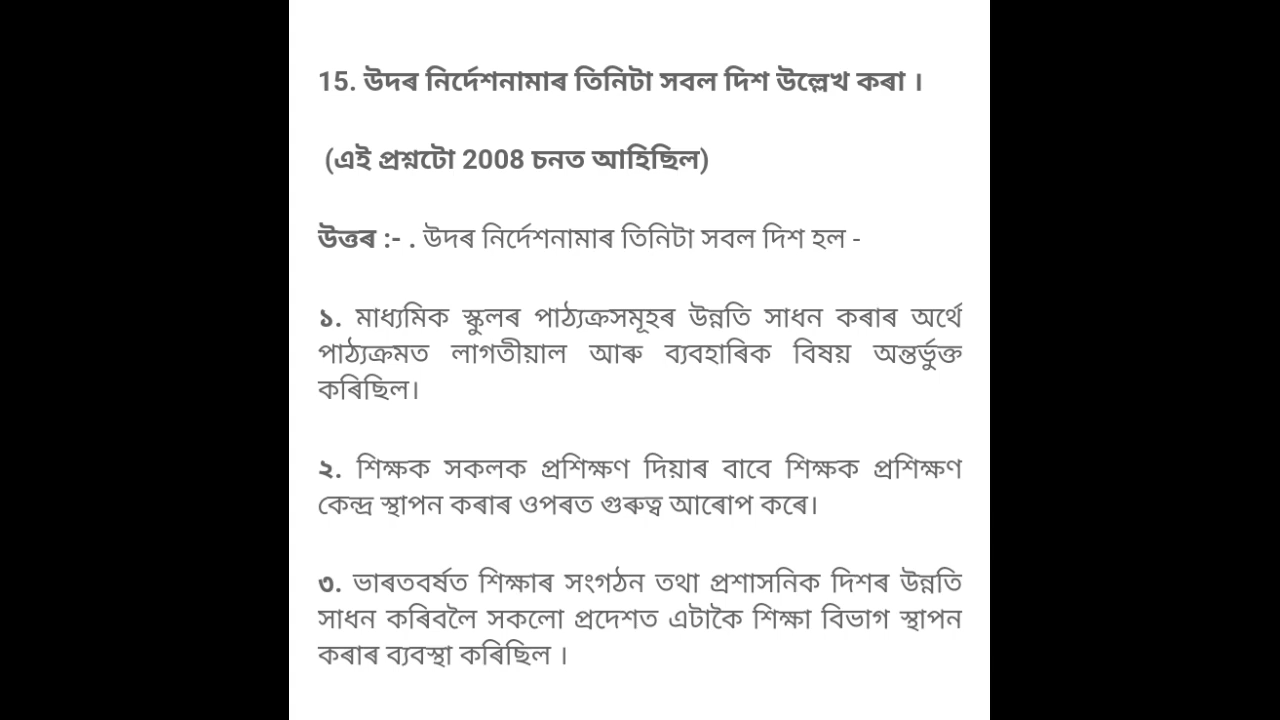 15. উদৰ নিৰ্দেশনামাৰ তিনিটা সবল দিশ উল্লেখ কৰা ।
(এই প্ৰশ্নটো 2008 চনত আহিছিল)
উত্তৰ :- . উদৰ নিৰ্দেশনামাৰ তিনিটা সবল দিশ হল -
১. মাধ্যমিক স্কুলৰ পাঠ্যক্ৰসমূহৰ উন্নতি সাধন কৰাৰ অৰ্থে
পাঠ্যক্ৰমত লাগতীয়াল আৰু ব্যবহাৰিক বিষয় অন্তৰ্ভুক্ত
কৰিছিল।
২. শিক্ষক সকলক প্ৰশিক্ষণ দিয়াৰ বাবে শিক্ষক প্ৰশিক্ষণ
কেন্দ্ৰ স্থাপন কৰাৰ ওপৰত গুৰুত্ব আৰোপ কৰে।
৩. ভাৰতবৰ্ষত শিক্ষাৰ সংগঠন তথা প্ৰশাসনিক দিশৰ উন্নতি
সাধন কৰিবলৈ সকলো প্ৰদেশত এটাকৈ শিক্ষা বিভাগ স্থাপন
কৰাৰ ব্যবস্থা কৰিছিল ।